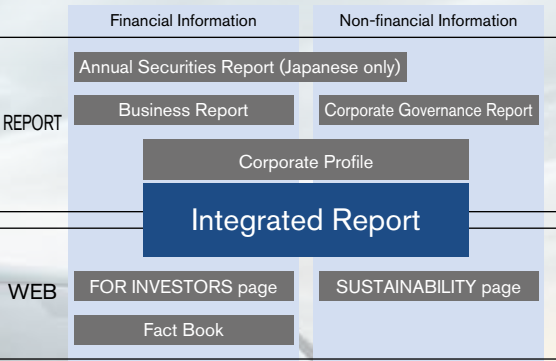 Financial Information
Non-financial Information
REPORT
Annual Securities Report (Japanese only)
Business Report
Corporate Governance Report
Corporate Profile
Integrated Report
WEB
FOR INVESTORS page
SUSTAINABILITY page
Fact Book